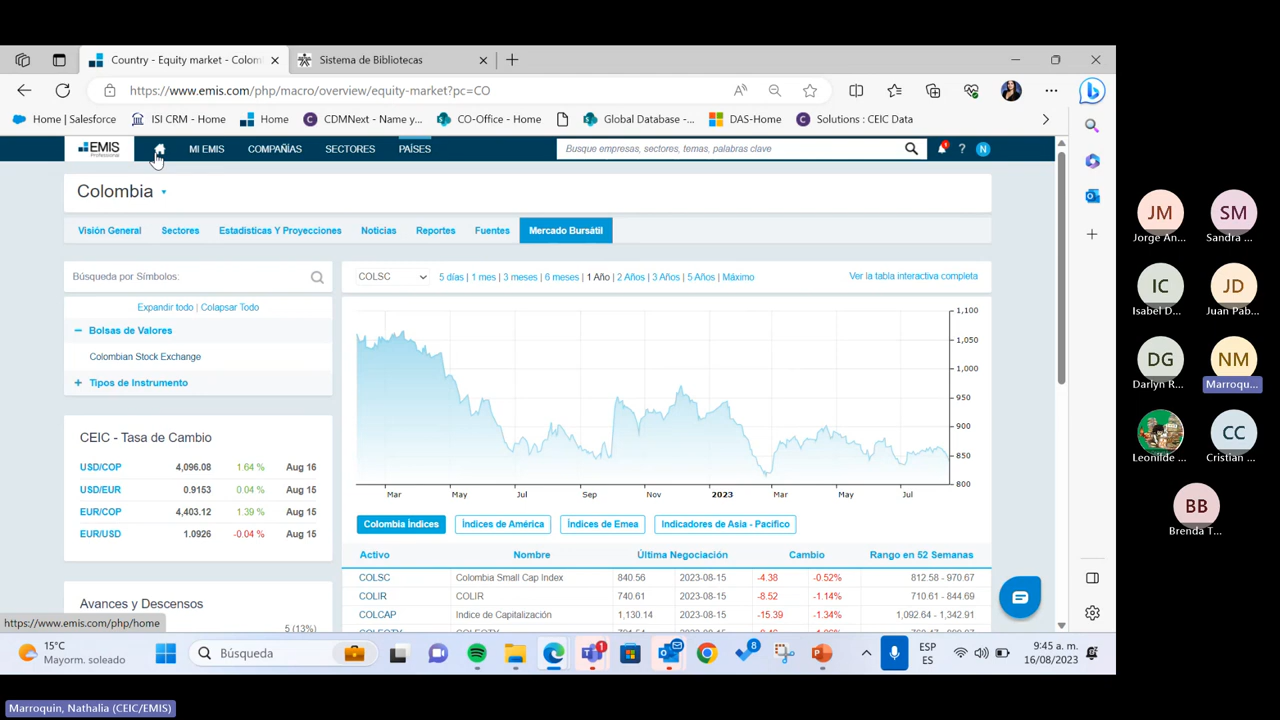 Country - Equity market - Colom
Sistema de Bibliotecas
https://www.emis.com/php/macro/overview/equity-market?pc=CO
Home | Salesforce
ISI CRM - Home
Home
CDMNext - Name y...
CO-Office - Home
Global Database -...
DAS-Home
Solutions : CEIC Data
EMIS
Professional
MI EMIS
COMPAÑÍAS
SECTORES
PAÍSES
Busque empresas, sectores, temas, palabras clave
1
?
N
Colombia
Visión General
Sectores
Estadísticas Y Proyecciones
Noticias
Reportes
Fuentes
Mercado Bursátil
Búsqueda por Símbolos:
COLSC
5 días | 1 mes | 3 meses | 6 meses | 1 Año | 2 Años | 3 Años | 5 Años | Máximo
Ver la tabla interactiva completa
Expandir todo | Colapsar Todo
Bolsas de Valores
Colombian Stock Exchange
Tipos de Instrumento
1,100
1,050
1,000
950
900
850
800
Mar May Jul Sep Nov 2023 Mar May Jul
CEIC - Tasa de Cambio
USD/COP 4,096.08 1.64 % Aug 16
USD/EUR 0.9153 0.04 % Aug 15
EUR/COP 4,403.12 1.39 % Aug 15
EUR/USD 1.0926 -0.04 % Aug 15
Colombia Índices
Índices de América
Índices de Emea
Indicadores de Asia - Pacifico
Activo Nombre Última Negociación Cambio Rango en 52 Semanas
COLSC Colombia Small Cap Index 840.56 2023-08-15 -4.38 -0.52% 812.58 - 970.67
COLIR COLIR 740.61 2023-08-15 -8.52 -1.14% 710.61 - 844.69
COLCAP Indice de Capitalización 1,130.14 2023-08-15 -15.39 -1.34% 1,092.64 - 1,342.91
Avances y Descensos
5 (13%)
https://www.emis.com/php/home
15°C
Mayorm. soleado
Búsqueda
1
8
ESP
ES
9:45 a. m.
16/08/2023
JM
Jorge An...
SM
Sandra ...
IC
Isabel D...
JD
Juan Pab...
DG
Darlyn R...
NM
Marroqu...
Leonilde ...
CC
Cristian ...
BB
Brenda T...
Marroquin, Nathalia (CEIC/EMIS)